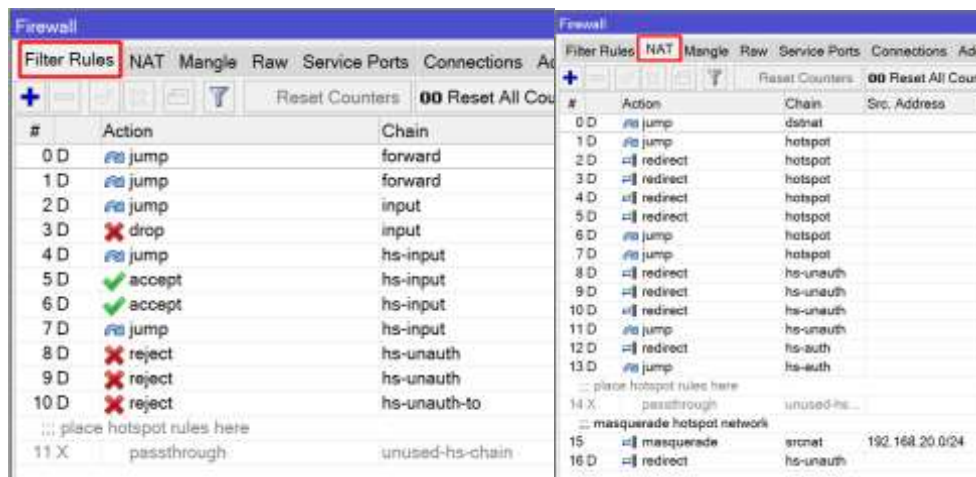 Firewall
Filter Rules NAT Mangle Raw Service Ports Connections Ad
Reset Counters 00 Reset All Cou
# Action Chain
0 D jump forward
1 D jump forward
2 D jump input
3 D drop input
4 D jump hs-input
5 D accept hs-input
6 D accept hs-input
7 D jump hs-input
8 D reject hs-unauth
9 D reject hs-unauth
10 D reject hs-unauth-to
::: place hotspot rules here
11 X passthrough unused-hs-chain
Firewall
Filter Rules NAT Mangle Raw Service Ports Connections Ad
Reset Counters 00 Reset All Coun
# Action Chain Src. Address
0 D jump dstnat
1 D jump hotspot
2 D redirect hotspot
3 D redirect hotspot
4 D redirect hotspot
5 D redirect hotspot
6 D jump hotspot
7 D jump hotspot
8 D redirect hs-unauth
9 D redirect hs-unauth
10 D redirect hs-unauth
11 D jump hs-unauth
12 D redirect hs-auth
13 D jump hs-auth
::: place hotspot rules here
14 X passthrough unused-hs...
::: masquerade hotspot network
15 masquerade srcnat 192.168.20.0/24
16 D redirect hs-unauth